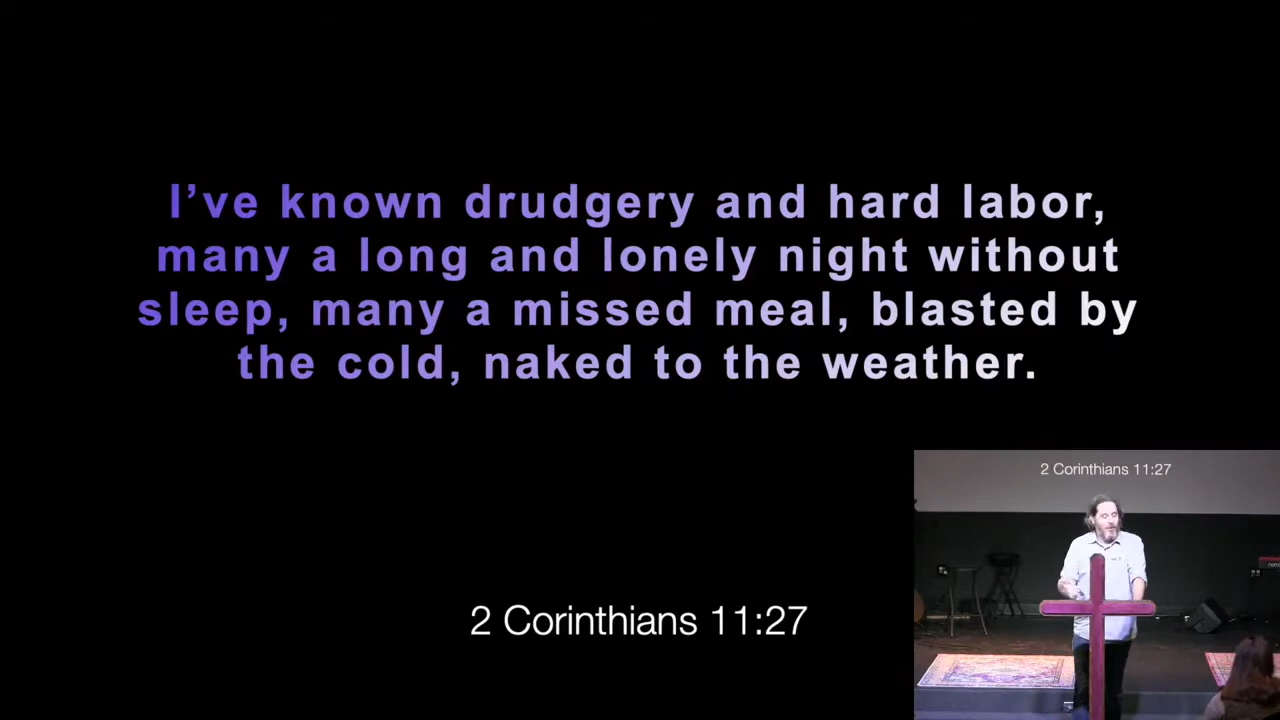 I’ve known drudgery and hard labor,
many a long and lonely night without
sleep, many a missed meal, blasted by
the cold, naked to the weather.
2 Corinthians 11:27
2 Corinthians 11:27